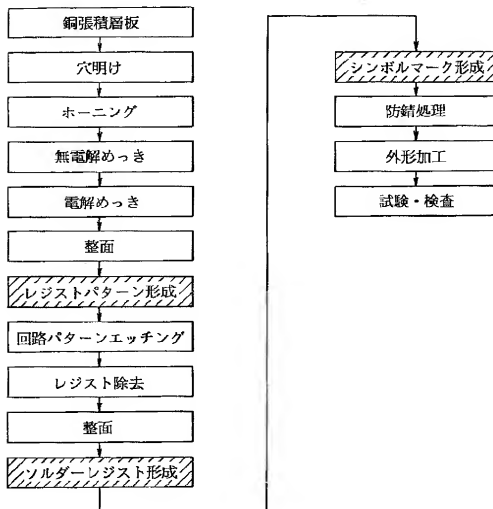 銅張積層板
穴明け
ホーニング
無電解めっき
電解めっき
整面
レジストパターン形成
回路パターンエッチング
レジスト除去
整面
ソルダーレジスト形成
シンボルマーク形成
防錆処理
外形加工
試験・検査